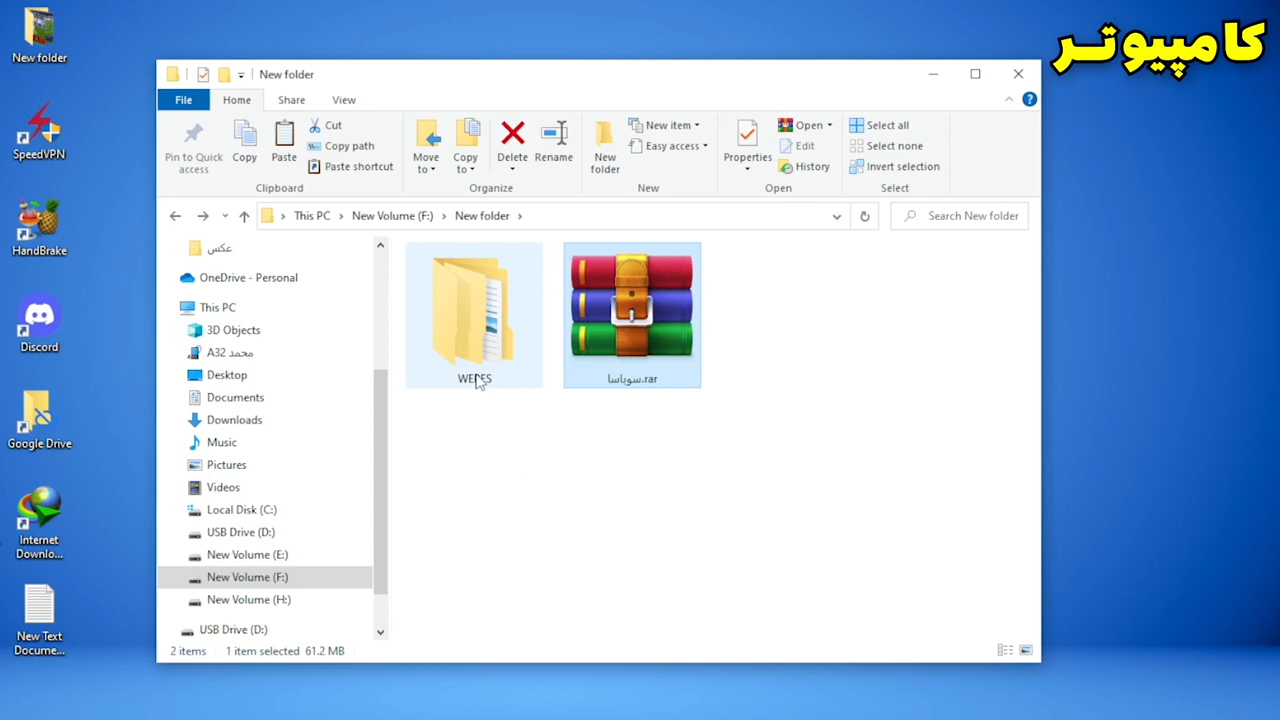 کامپیوتر
New folder
SpeedVPN
HandBrake
Discord
Google Drive
Internet
Downlo...
New Text
Docume...
New folder
File
Home
Share
View
Pin to Quick
access
Copy
Paste
Cut
Copy path
Paste shortcut
Clipboard
Move
to
Copy
to
Delete
Rename
Organize
New
folder
New item
Easy access
New
Properties
Open
Edit
History
Open
Select all
Select none
Invert selection
Select
This PC
New Volume (F:)
New folder
Search New folder
عکس
OneDrive - Personal
This PC
3D Objects
محمد A32
Desktop
Documents
Downloads
Music
Pictures
Videos
Local Disk (C:)
USB Drive (D:)
New Volume (E:)
New Volume (F:)
New Volume (H:)
USB Drive (D:)
سوباسا.rar
2 items
1 item selected 61.2 MB